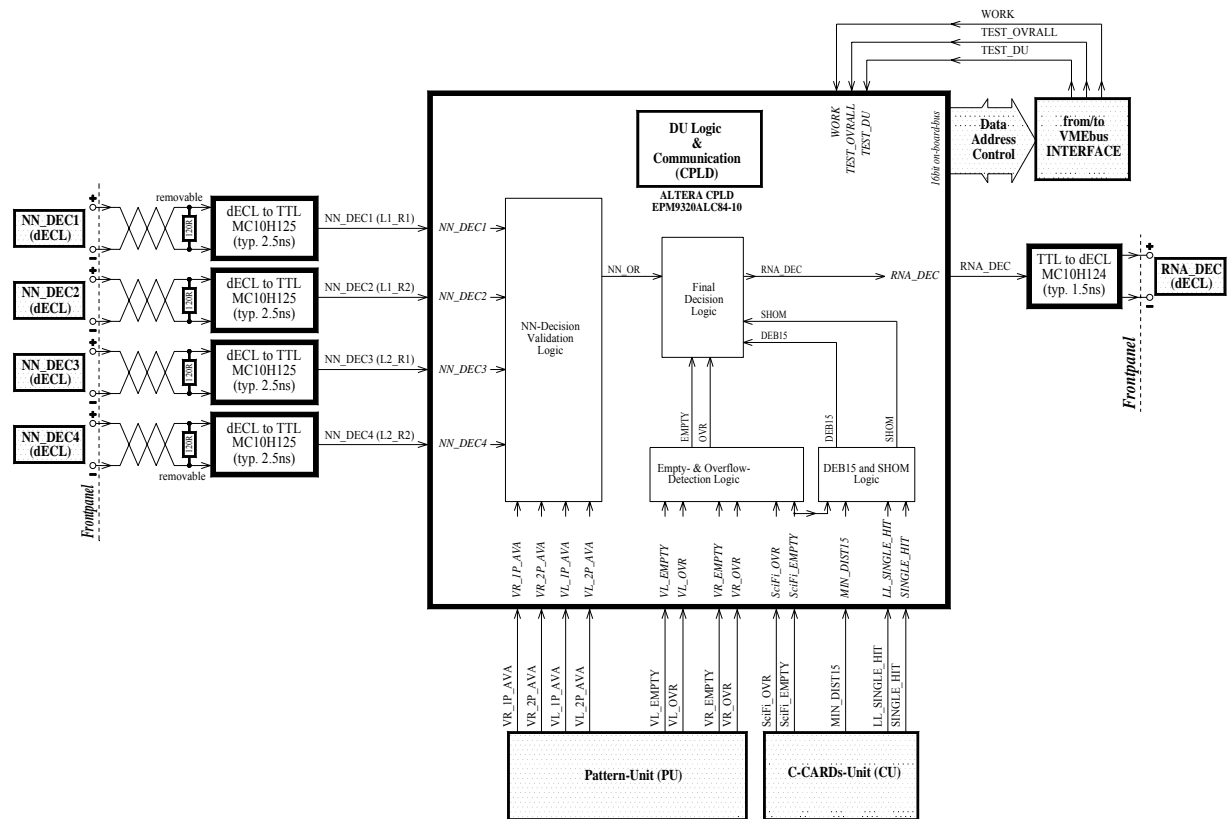 WORK
TEST_OVRALL
TEST_DU
WORK
TEST_OVRALL
TEST_DU
16bit on-board-bus
Data
Address
Control
from/to
VMEbus
INTERFACE
DU Logic
&
Communication
(CPLD)
ALTERA CPLD
EPM9320ALC84-10
removable
+
NN_DEC1
(dECL)
-
120R
dECL to TTL
MC10H125
(typ. 2.5ns)
NN_DEC1 (L1_R1)
NN_DEC1
+
NN_DEC2
(dECL)
-
120R
dECL to TTL
MC10H125
(typ. 2.5ns)
NN_DEC2 (L1_R2)
NN_DEC2
+
NN_DEC3
(dECL)
-
120R
dECL to TTL
MC10H125
(typ. 2.5ns)
NN_DEC3 (L2_R1)
NN_DEC3
+
NN_DEC4
(dECL)
-
120R
dECL to TTL
MC10H125
(typ. 2.5ns)
NN_DEC4 (L2_R2)
NN_DEC4
removable
Frontpanel
NN-Decision
Validation
Logic
NN_OR
Final
Decision
Logic
RNA_DEC
RNA_DEC
RNA_DEC
TTL to dECL
MC10H124
(typ. 1.5ns)
+
-
RNA_DEC
(dECL)
Frontpanel
SHOM
DEB15
EMPTY
OVR
DEB15
SHOM
Empty- & Overflow-
Detection Logic
DEB15 and SHOM
Logic
VR_1P_AVA
VR_2P_AVA
VL_1P_AVA
VL_2P_AVA
VL_EMPTY
VL_OVR
VR_EMPTY
VR_OVR
SciFi_OVR
SciFi_EMPTY
MIN_DIST15
LL_SINGLE_HIT
SINGLE_HIT
VR_1P_AVA
VR_2P_AVA
VL_1P_AVA
VL_2P_AVA
VL_EMPTY
VL_OVR
VR_EMPTY
VR_OVR
SciFi_OVR
SciFi_EMPTY
MIN_DIST15
LL_SINGLE_HIT
SINGLE_HIT
Pattern-Unit (PU)
C-CARDs-Unit (CU)